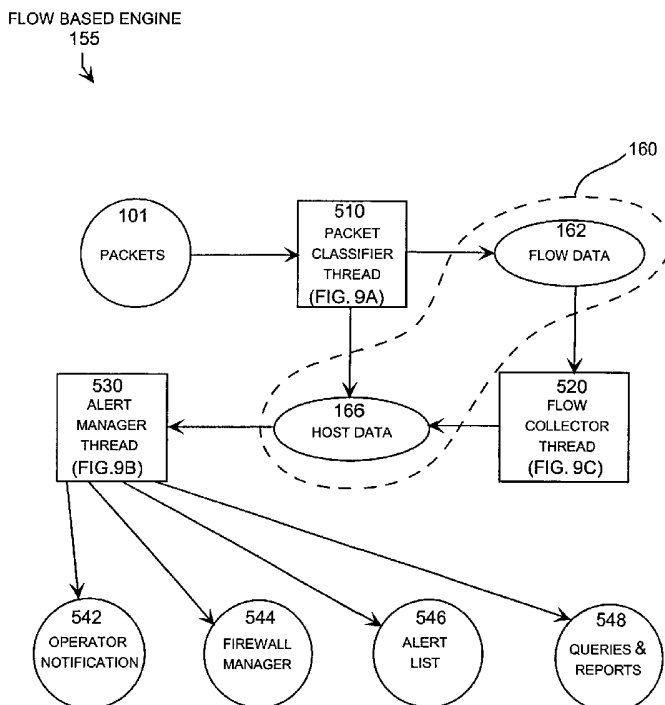 FLOW BASED ENGINE
155
160
101
PACKETS
510
PACKET
CLASSIFIER
THREAD
(FIG. 9A)
162
FLOW DATA
530
ALERT
MANAGER
THREAD
(FIG.9B)
166
HOST DATA
520
FLOW
COLLECTOR
THREAD
(FIG. 9C)
542
OPERATOR
NOTIFICATION
544
FIREWALL
MANAGER
546
ALERT
LIST
548
QUERIES &
REPORTS